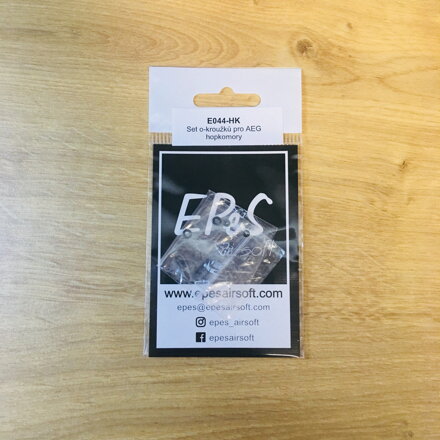 E044-HK
Set o-kroužků pro AEG
hopkomory
EPeS
www.epesairsoft.com
epes@epesairsoft.com
epes_airsoft
epesairsoft